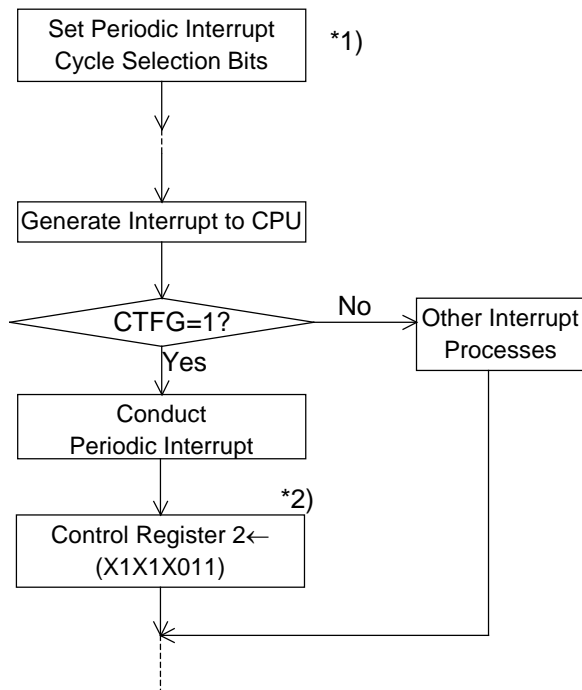 Set Periodic Interrupt
Cycle Selection Bits
*1)
Generate Interrupt to CPU
CTFG=1?
No
Other Interrupt
Processes
Yes
Conduct
Periodic Interrupt
*2)
Control Register 2←
(X1X1X011)